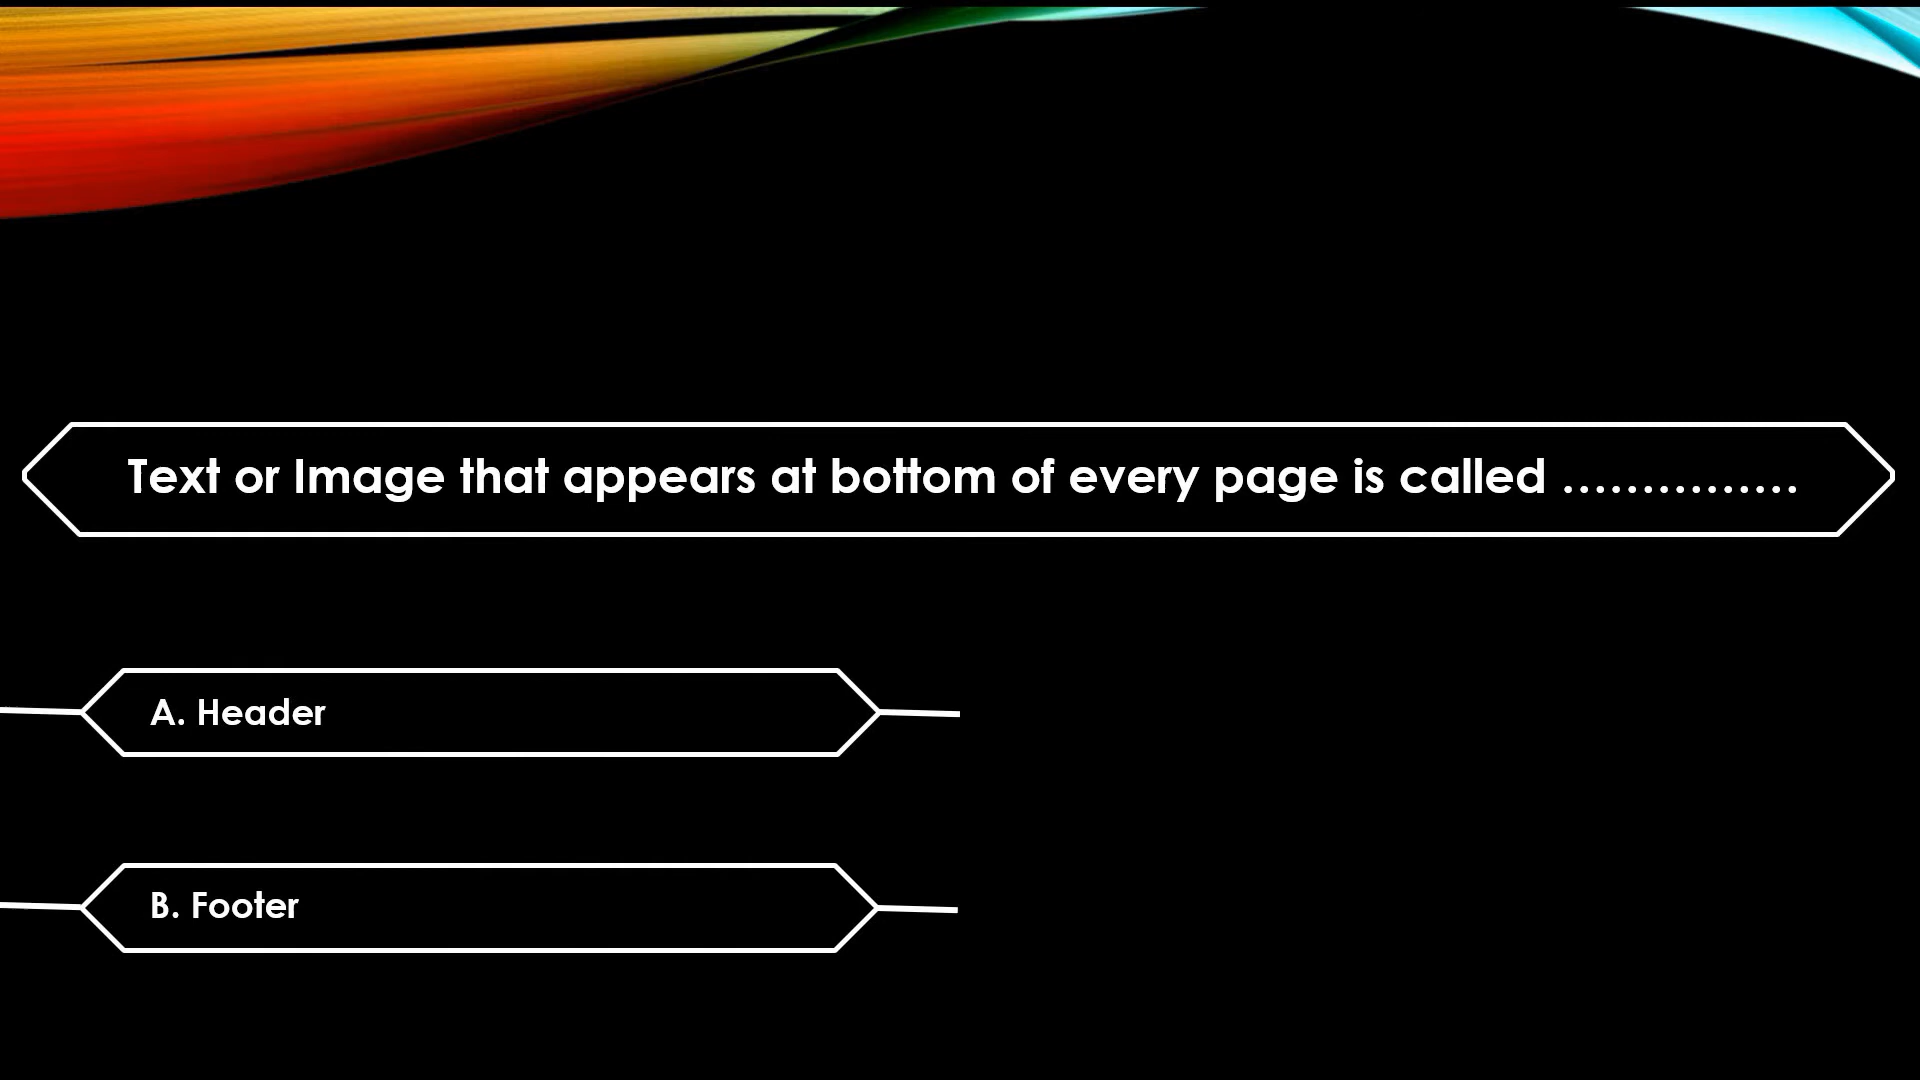 Text or Image that appears at bottom of every page is called ...............
A. Header
B. Footer